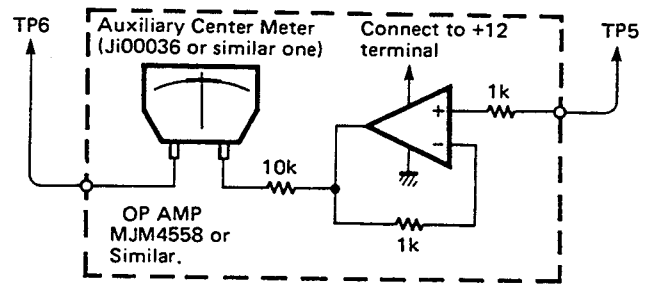 TP6
Auxiliary Center Meter
(Ji00036 or similar one)
Connect to +12
terminal
TP5
1k
+
−
10k
1k
OP AMP
MJM4558 or
Similar.